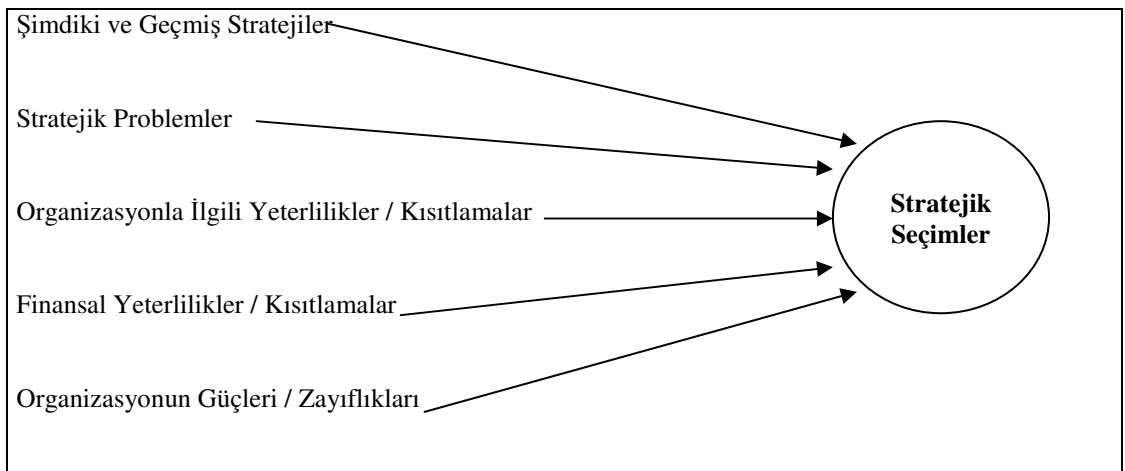 Şimdiki ve Geçmiş Stratejiler
Stratejik Problemler
Organizasyonla İlgili Yeterlilikler / Kısıtlamalar
Finansal Yeterlilikler / Kısıtlamalar
Organizasyonun Güçleri / Zayıflıkları
Stratejik
Seçimler